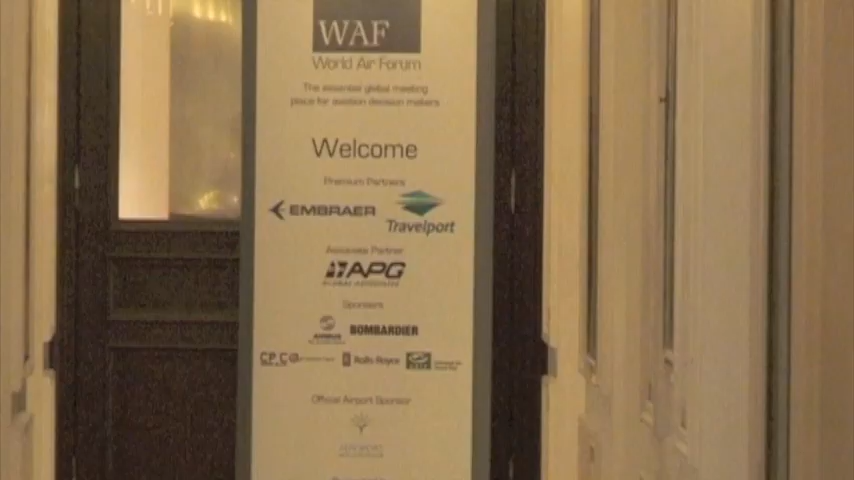 WAF
World Air Forum
The essential global meeting
place for aviation decision makers
Welcome
Premium Partners
EMBRAER
Travelport
Associate Partner
APG
Sponsors
AIRBUS
BOMBARDIER
Rolls-Royce
Official Airport Sponsor